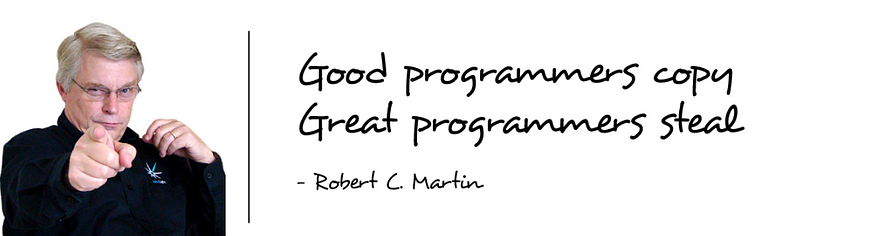 Good programmers copy
Great programmers steal
- Robert C. Martin